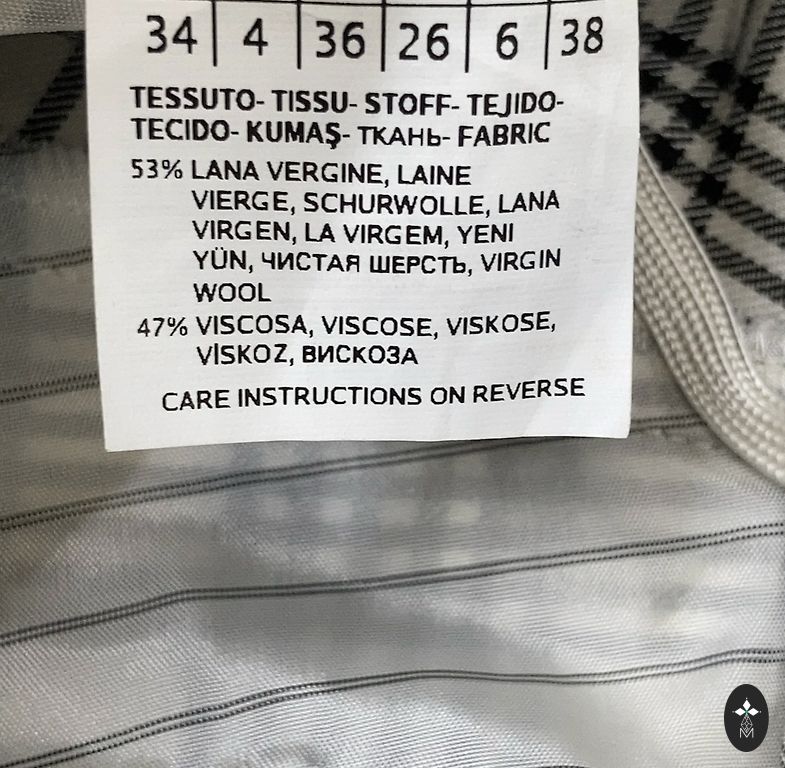 34 4 36 26 6 38
TESSUTO- TISSU- STOFF- TEJIDO-
TECIDO- KUMAŞ- ТКАНЬ- FABRIC
53% LANA VERGINE, LAINE
VIERGE, SCHURWOLLE, LANA
VIRGEN, LA VIRGEM, YENI
YÜN, ЧИСТАЯ ШЕРСТЬ, VIRGIN
WOOL
47% VISCOSA, VISCOSE, VISKOSE,
VİSKOZ, ВИСКОЗА
CARE INSTRUCTIONS ON REVERSE
M